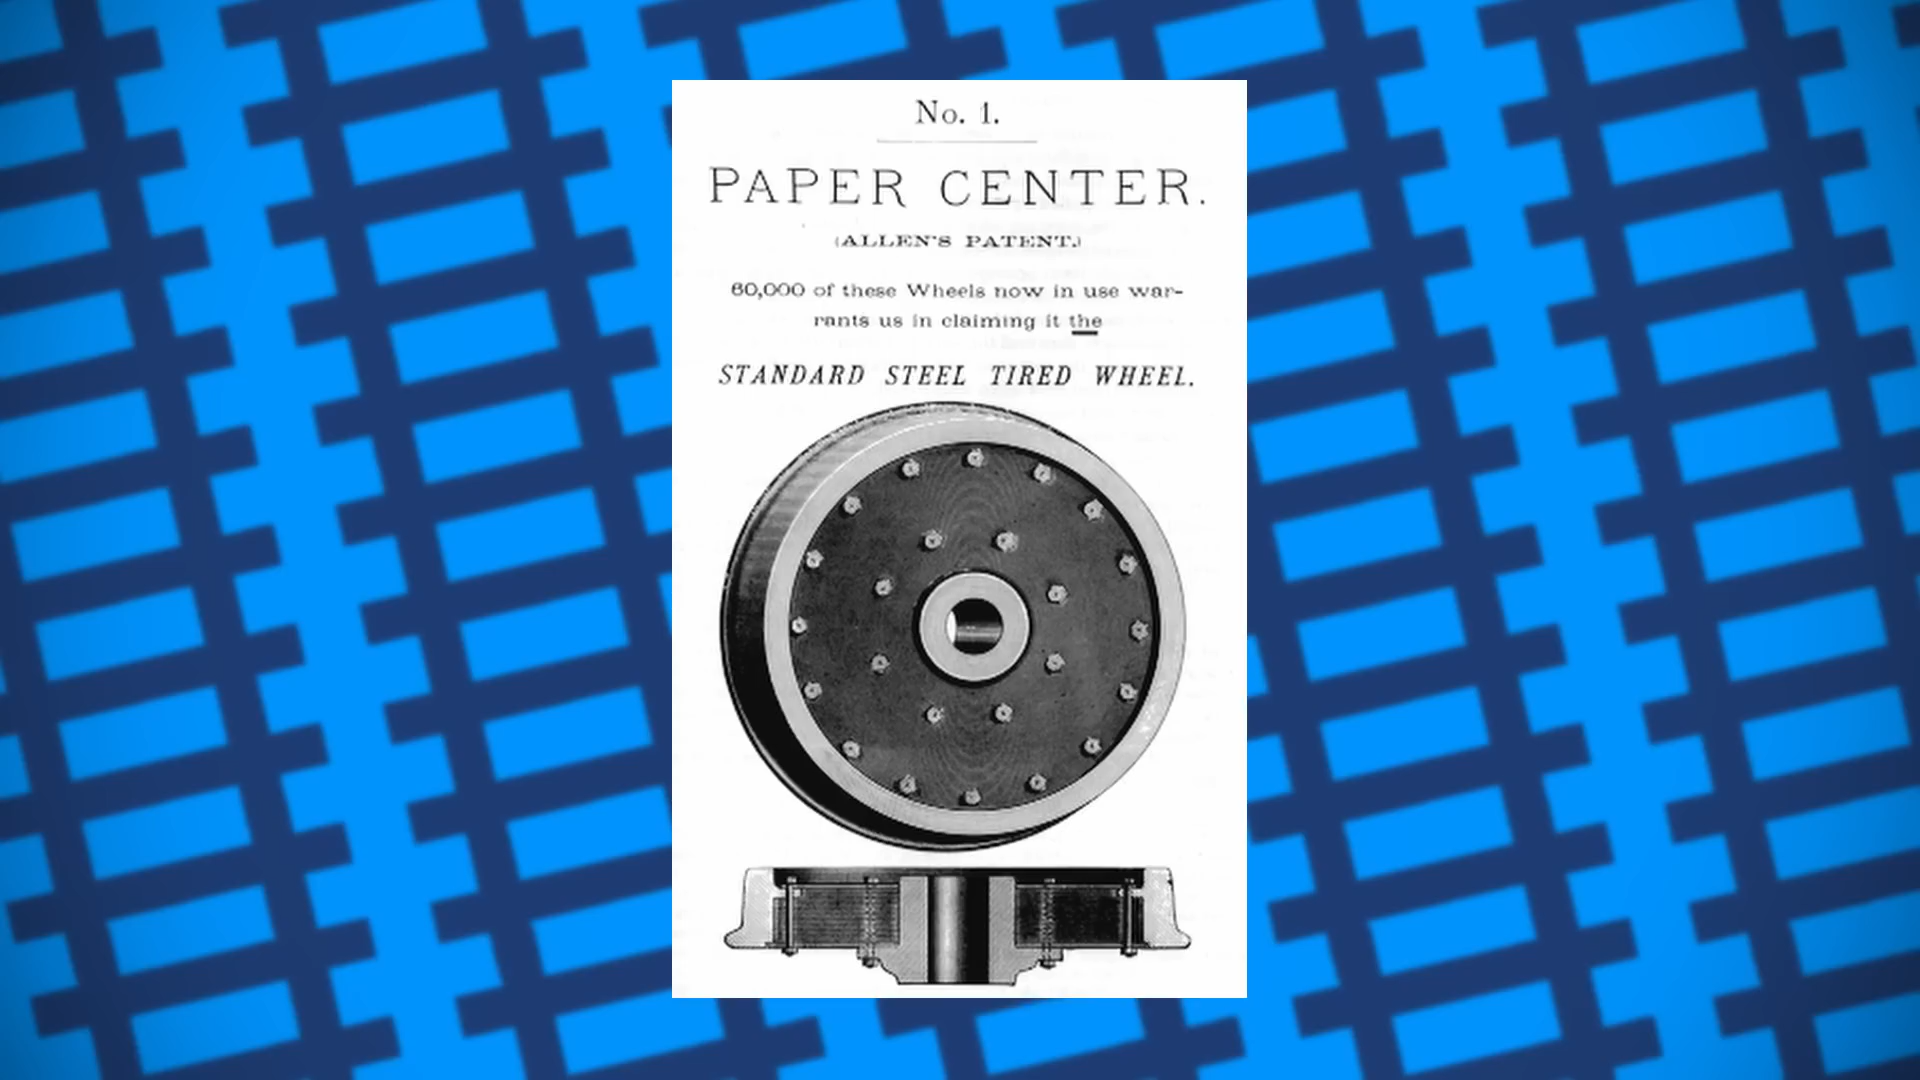 No. 1.
PAPER CENTER.
(ALLEN'S PATENT.)
60,000 of these Wheels now in use war-
rants us in claiming it the
STANDARD STEEL TIRED WHEEL.